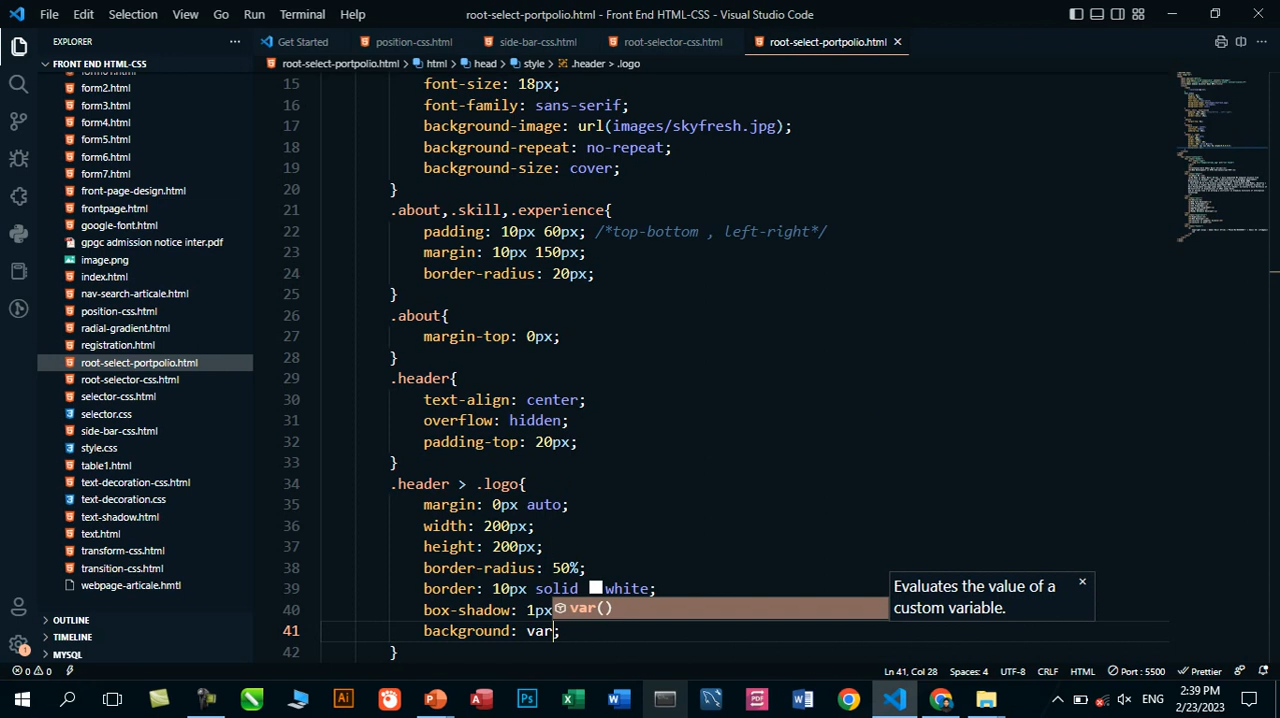 File Edit Selection View Go Run Terminal Help
root-select-portpolio.html - Front End HTML-CSS - Visual Studio Code
EXPLORER
Get Started position-css.html side-bar-css.html root-selector-css.html root-select-portpolio.html
root-select-portpolio.html > html > head > style > .header > .logo
FRONT END HTML-CSS
form2.html
form3.html
form4.html
form5.html
form6.html
form7.html
front-page-design.html
frontpage.html
google-font.html
gpgc admission notice inter.pdf
image.png
index.html
nav-search-articale.html
position-css.html
radial-gradient.html
registration.html
root-select-portpolio.html
root-selector-css.html
selector-css.html
selector.css
side-bar-css.html
style.css
table1.html
text-decoration-css.html
text-decoration.css
text-shadow.html
text.html
transform-css.html
webpage-articale.hmtl
OUTLINE
TIMELINE
MYSQL
15 font-size: 18px;
16 font-family: sans-serif;
17 background-image: url(images/skyfresh.jpg);
18 background-repeat: no-repeat;
19 background-size: cover;
20 }
21 .about,.skill,.experience{
22 padding: 10px 60px; /*top-bottom , left-right*/
23 margin: 10px 150px;
24 border-radius: 20px;
25 }
26 .about{
27 margin-top: 0px;
28 }
29 .header{
30 text-align: center;
31 overflow: hidden;
32 padding-top: 20px;
33 }
34 .header > .logo{
35 margin: 0px auto;
36 width: 200px;
37 height: 200px;
38 border-radius: 50%;
39 border: 10px solid white;
40 box-shadow: 1px
41 background: var;
42 }
var()
Evaluates the value of a
custom variable.
0 0
Ln 41, Col 28 Spaces: 4 UTF-8 CRLF HTML Port : 5500 Prettier
ENG
2:39 PM
2/23/2023